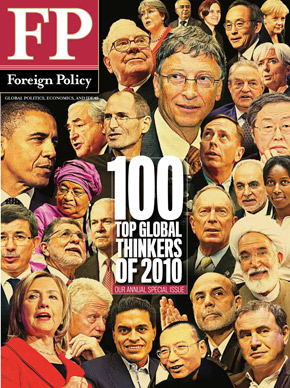 FP
Foreign Policy
GLOBAL POLITICS, ECONOMICS, AND IDEAS
100
TOP GLOBAL
THINKERS
OF 2010
OUR ANNUAL SPECIAL ISSUE